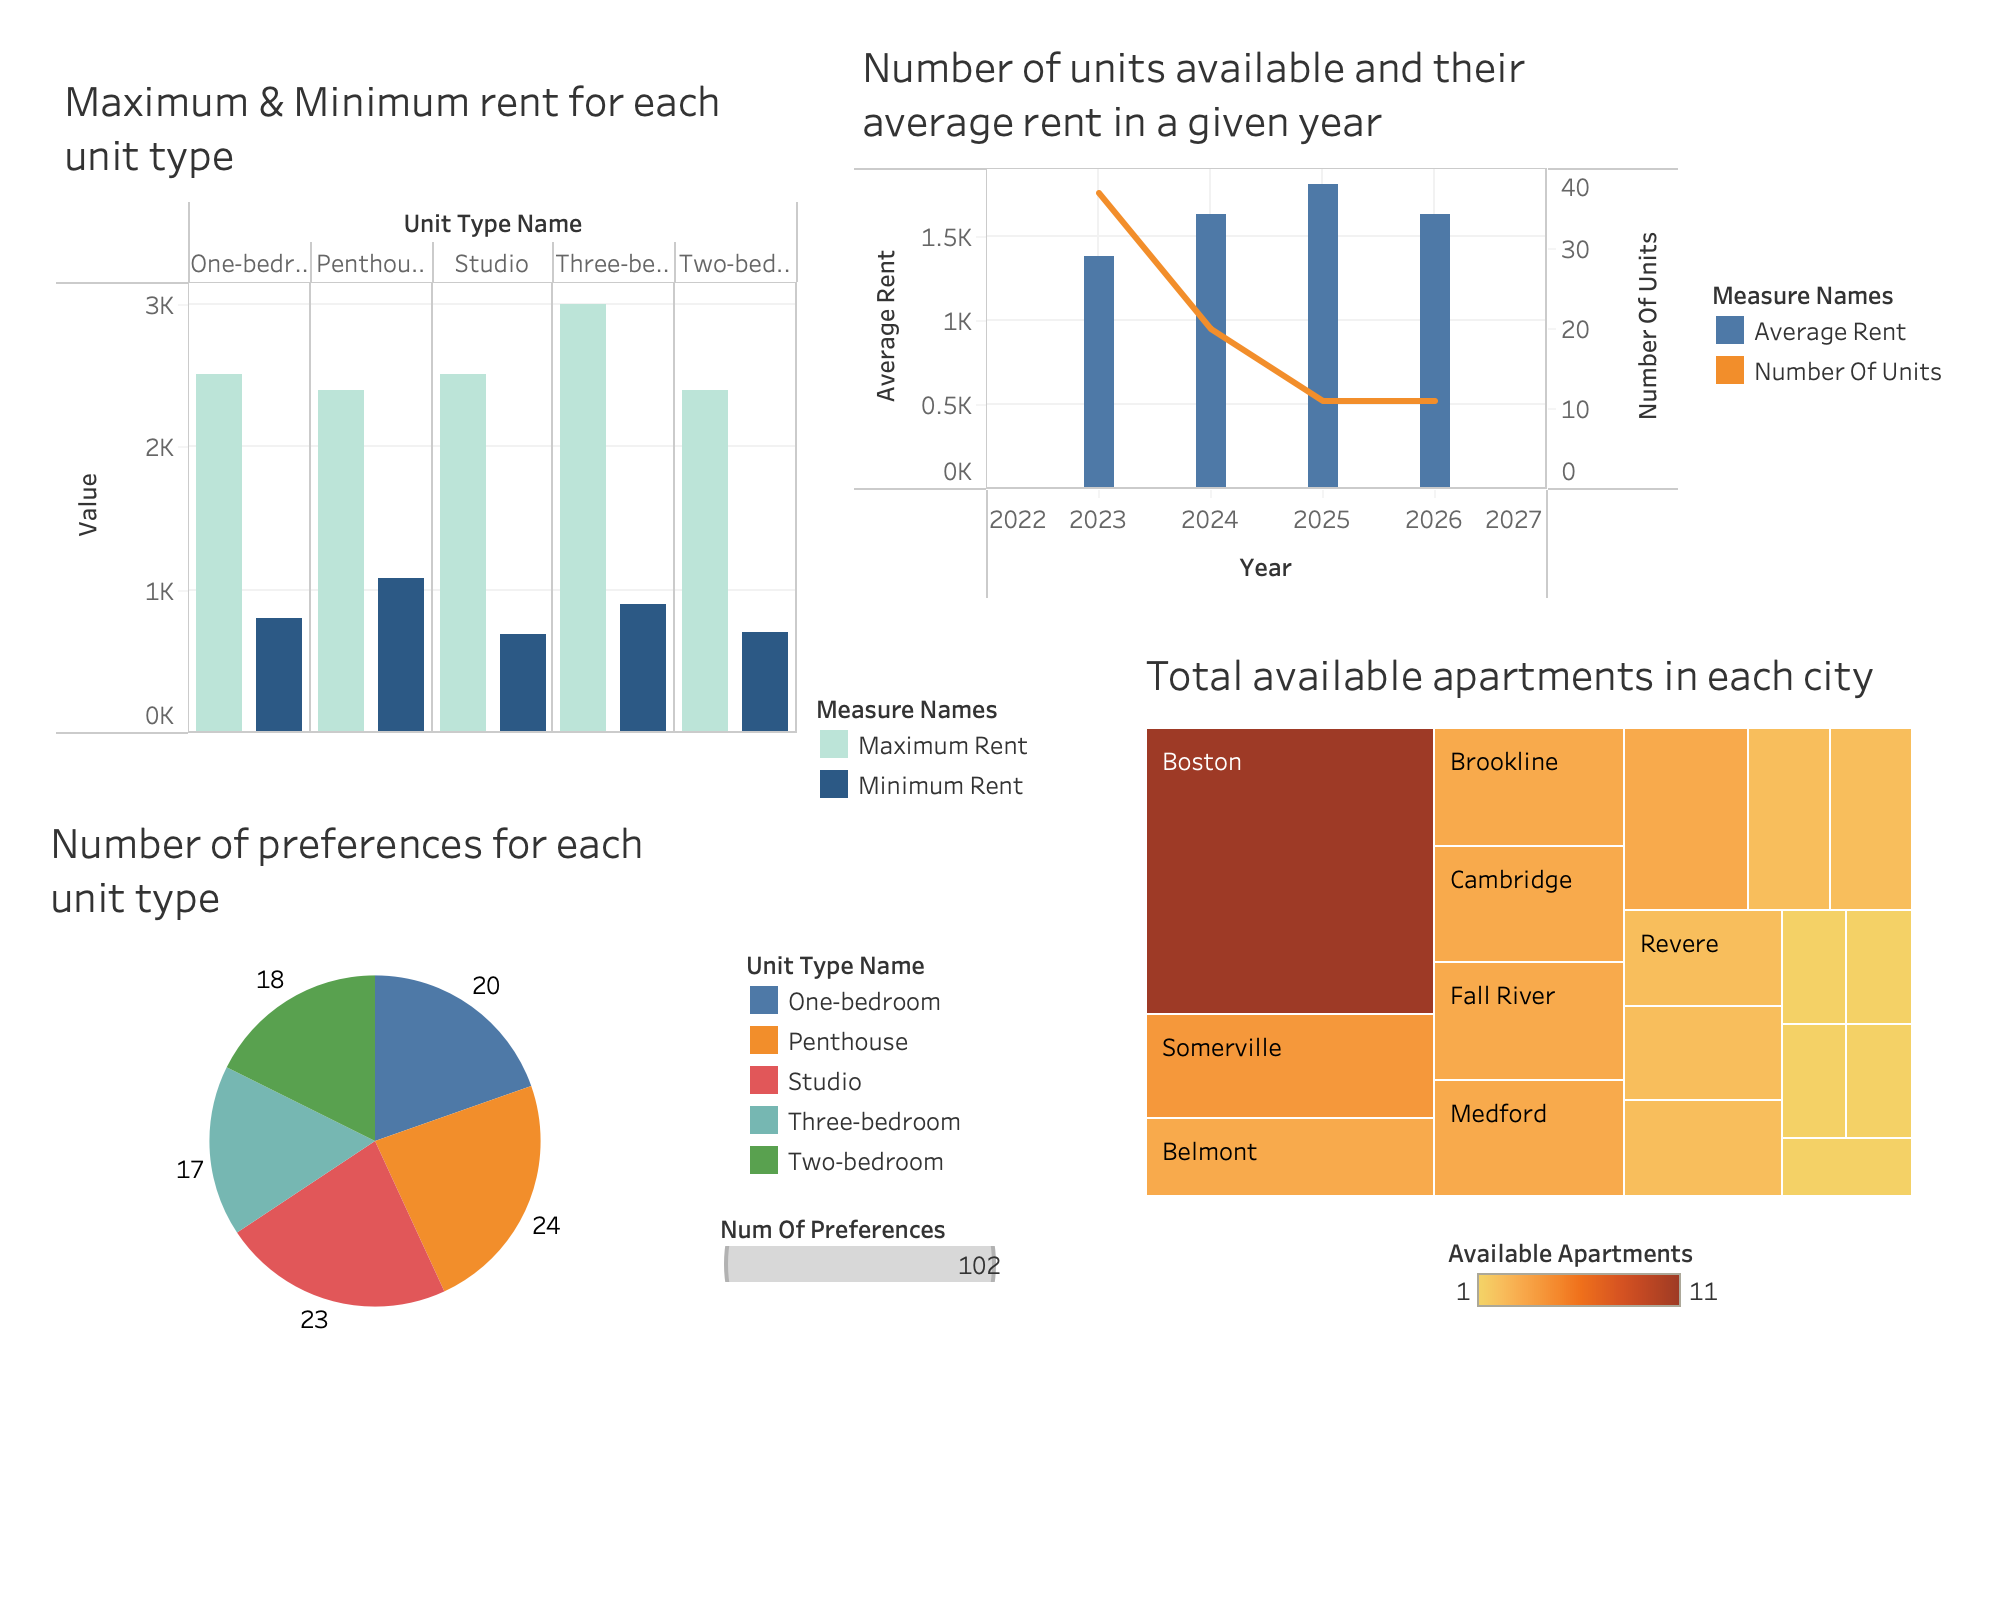 Maximum & Minimum rent for each
unit type
Unit Type Name
One-bedr.. Penthou.. Studio Three-be.. Two-bed..
3K
2K
1K
0K
Value
Measure Names
Maximum Rent
Minimum Rent
Number of units available and their
average rent in a given year
Average Rent
1.5K
1K
0.5K
0K
40
30
20
10
0
Number Of Units
2022 2023 2024 2025 2026 2027
Year
Measure Names
Average Rent
Number Of Units
Number of preferences for each
unit type
18
20
17
24
23
Unit Type Name
One-bedroom
Penthouse
Studio
Three-bedroom
Two-bedroom
Num Of Preferences
102
Total available apartments in each city
Boston
Somerville
Belmont
Brookline
Cambridge
Fall River
Medford
Revere
Available Apartments
1 11